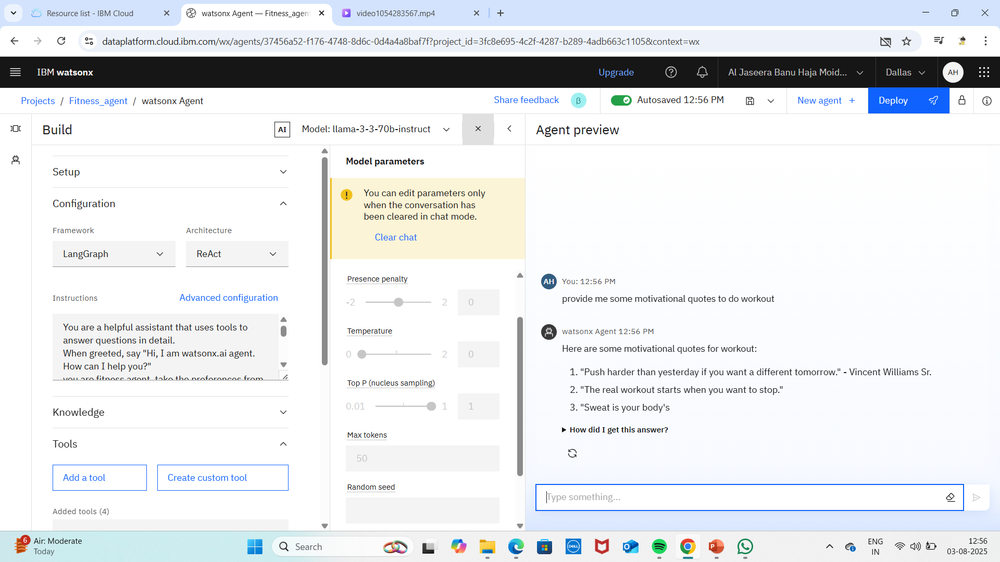 Resource list - IBM Cloud
watsonx Agent — Fitness_agent
video1054283567.mp4
dataplatform.cloud.ibm.com/wx/agents/37456a52-f176-4748-8d6c-0d4a4a8baf7f?project_id=3fc8e695-4c2f-4287-b289-4adb663c1105&context=wx
IBM watsonx
Upgrade
Al Jaseera Banu Haja Moid...
Dallas
AH
Projects / Fitness_agent / watsonx Agent
Share feedback
β
Autosaved 12:56 PM
New agent +
Deploy
Build
AI
Model: llama-3-3-70b-instruct
Setup
Configuration
Framework
Architecture
LangGraph
ReAct
Instructions
Advanced configuration
You are a helpful assistant that uses tools to
answer questions in detail.
When greeted, say "Hi, I am watsonx.ai agent.
How can I help you?"
you are fitness agent, take the preferences from
Knowledge
Tools
Add a tool
Create custom tool
Added tools (4)
Model parameters
You can edit parameters only
when the conversation has
been cleared in chat mode.
Clear chat
Presence penalty
-2 2 0
Temperature
0 2 0
Top P (nucleus sampling)
0.01 1 1
Max tokens
50
Random seed
Agent preview
AH
You: 12:56 PM
provide me some motivational quotes to do workout
watsonx Agent 12:56 PM
Here are some motivational quotes for workout:
1. "Push harder than yesterday if you want a different tomorrow." - Vincent Williams Sr.
2. "The real workout starts when you want to stop."
3. "Sweat is your body's
How did I get this answer?
Type something...
6
Air: Moderate
Today
Search
DELL
ENG
IN
12:56
03-08-2025